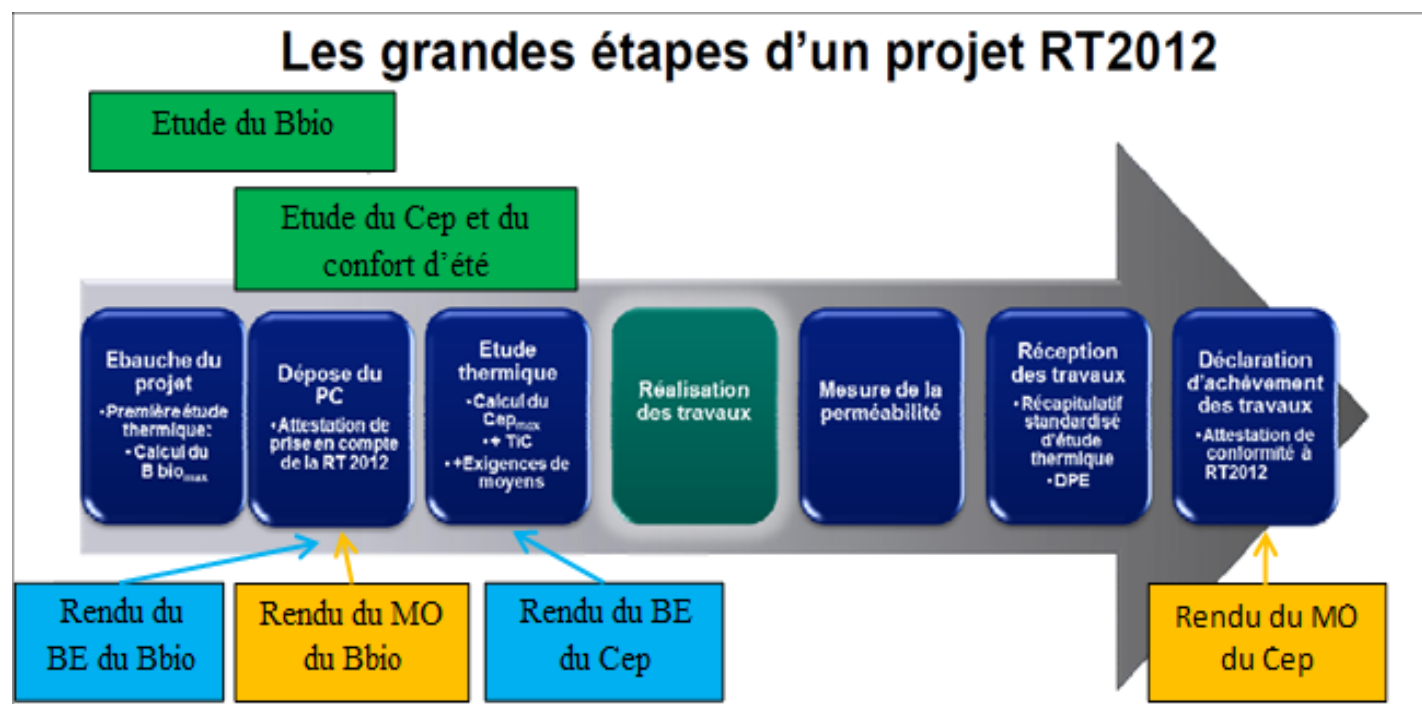 Les grandes étapes d'un projet RT2012
Etude du Bbio
Etude du Cep et du
confort d'été
Ebauche du
projet
•Première étude
thermique:
• Calcul du
B biomax
Dépose du
PC
•Attestation de
prise en compte
de la RT 2012
Etude
thermique
•Calcul du
Cepmax
•+ TiC
•+Exigences de
moyens
Réalisation
des travaux
Mesure de la
perméabilité
Réception
des travaux
• Récapitulatif
standardisé
d'étude
thermique
• DPE
Déclaration
d'achèvement
des travaux
• Attestation de
conformité à
RT2012
Rendu du
BE du Bbio
Rendu du MO
du Bbio
Rendu du BE
du Cep
Rendu du MO
du Cep